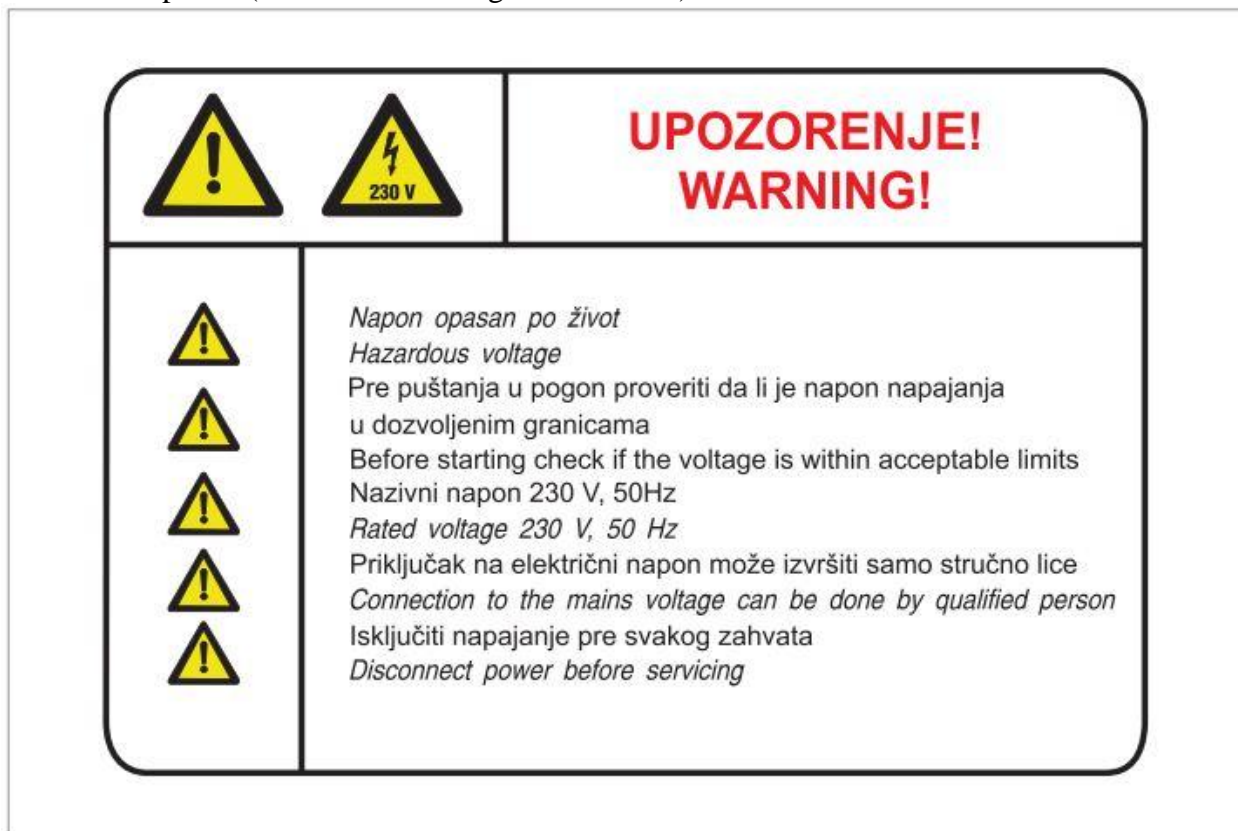 230 V
UPOZORENJE!
WARNING!
Napon opasan po život
Hazardous voltage
Pre puštanja u pogon proveriti da li je napon napajanja
u dozvoljenim granicama
Before starting check if the voltage is within acceptable limits
Nazivni napon 230 V, 50Hz
Rated voltage 230 V, 50 Hz
Priključak na električni napon može izvršiti samo stručno lice
Connection to the mains voltage can be done by qualified person
Isključiti napajanje pre svakog zahvata
Disconnect power before servicing